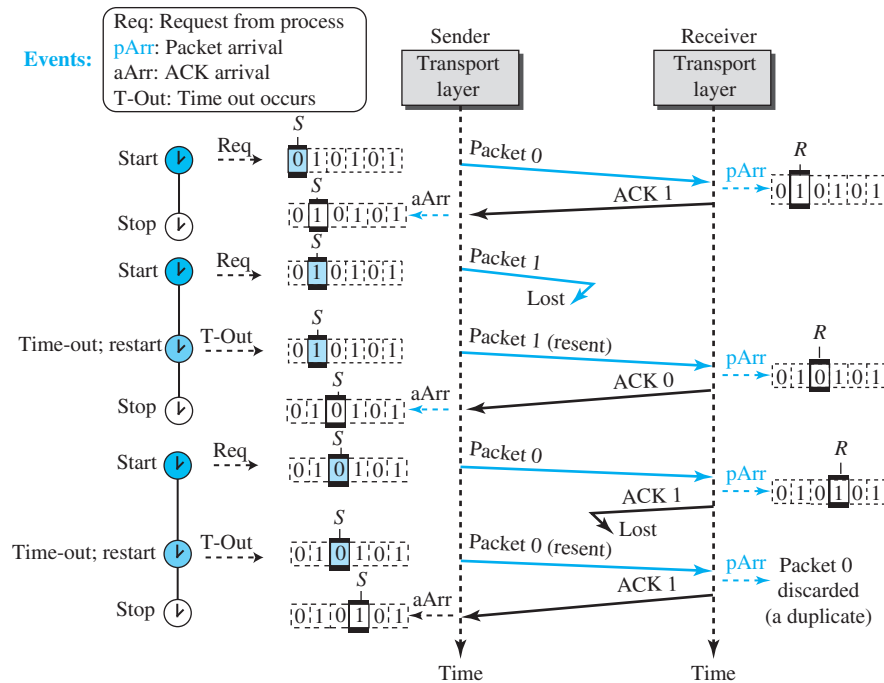 Events:
Req: Request from process
pArr: Packet arrival
aArr: ACK arrival
T-Out: Time out occurs
Sender
Transport
layer
Receiver
Transport
layer
Start
Req
S
0 1 0 1 0 1
Packet 0
pArr
R
0 1 0 1 0 1
Stop
S
0 1 0 1 0 1
aArr
ACK 1
Start
Req
S
0 1 0 1 0 1
Packet 1
Lost
Time-out; restart
T-Out
S
0 1 0 1 0 1
Packet 1 (resent)
pArr
R
0 1 0 1 0 1
Stop
S
0 1 0 1 0 1
aArr
ACK 0
Start
Req
S
0 1 0 1 0 1
Packet 0
pArr
R
0 1 0 1 0 1
ACK 1
Lost
Time-out; restart
T-Out
S
0 1 0 1 0 1
Packet 0 (resent)
pArr
Packet 0
discarded
(a duplicate)
Stop
S
0 1 0 1 0 1
aArr
ACK 1
Time
Time